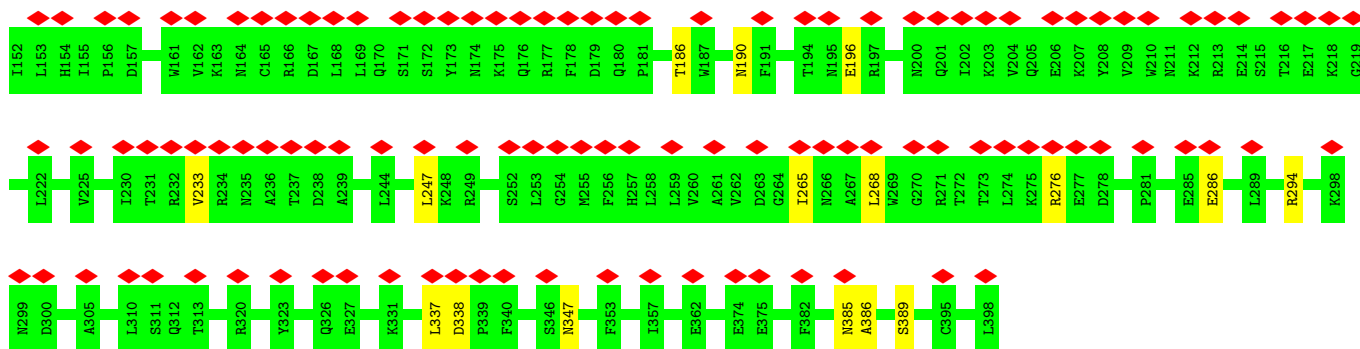 I152 L153 H154 I155 P156 D157 W161 V162 K163 N164 C165 R166 D167 L168 L169 Q170 S171 S172 Y173 N174 K175 Q176 R177 F178 D179 Q180 P181 T186 W187 N190 F191 T194 N195 E196 R197 N200 Q201 I202 K203 V204 Q205 E206 K207 Y208 V209 W210 N211 K212 R213 E214 S215 T216 E217 K218 G219
L222 V225 I230 T231 R232 V233 R234 N235 A236 T237 D238 A239 L244 L247 K248 R249 S252 L253 G254 M255 F256 H257 L258 L259 V260 A261 V262 D263 G264 I265 N266 A267 L268 W269 G270 R271 T272 T273 L274 K275 R276 E277 D278 P281 E285 E286 L289 R294 K298
N299 D300 A305 L310 S311 Q312 T313 R320 Y323 Q326 E327 K331 L337 D338 P339 F340 S346 N347 F353 I357 E362 E374 E375 F382 N385 A386 S389 C395 L398